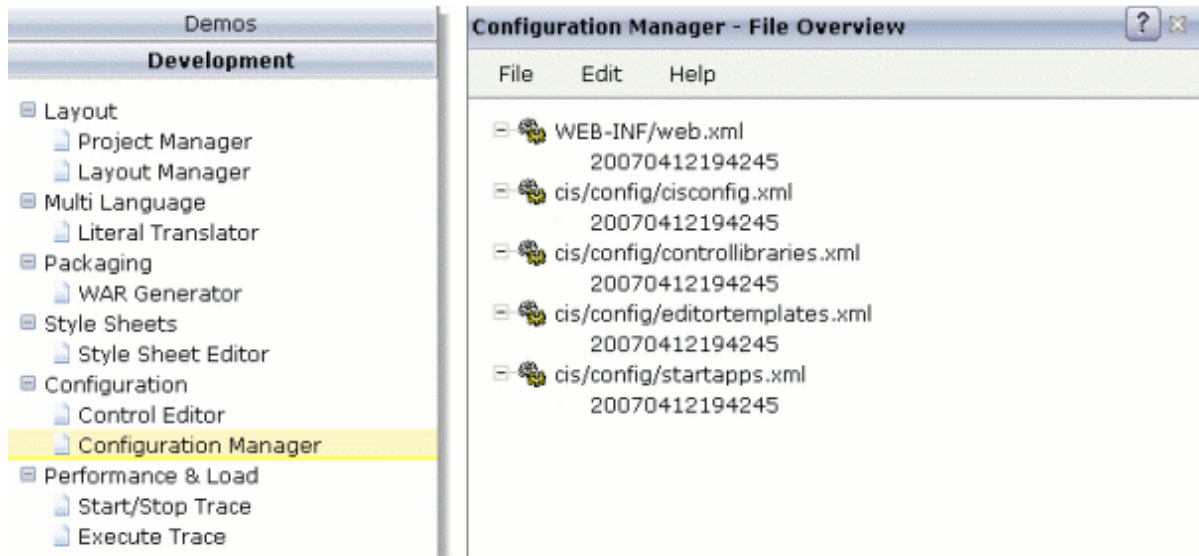 Demos
Development
Layout
Project Manager
Layout Manager
Multi Language
Literal Translator
Packaging
WAR Generator
Style Sheets
Style Sheet Editor
Configuration
Control Editor
Configuration Manager
Performance & Load
Start/Stop Trace
Execute Trace
Configuration Manager - File Overview
?
File Edit Help
WEB-INF/web.xml
20070412194245
cis/config/cisconfig.xml
20070412194245
cis/config/controllibraries.xml
20070412194245
cis/config/editortemplates.xml
20070412194245
cis/config/startapps.xml
20070412194245